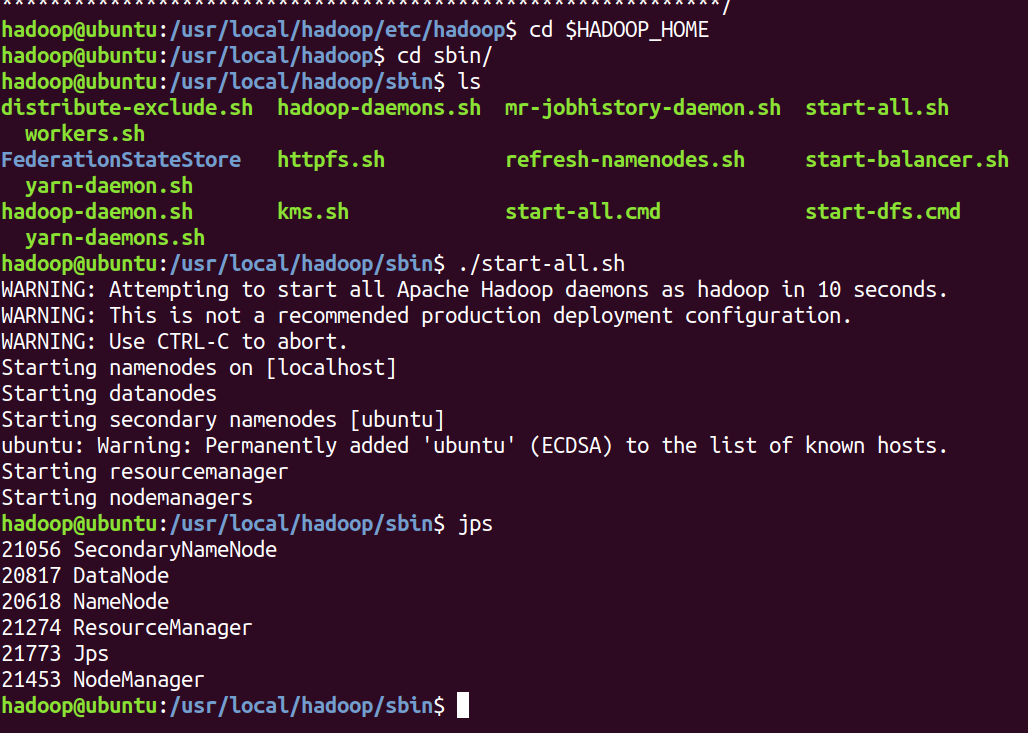 ************************************************************/
hadoop@ubuntu:/usr/local/hadoop/etc/hadoop$ cd $HADOOP_HOME
hadoop@ubuntu:/usr/local/hadoop$ cd sbin/
hadoop@ubuntu:/usr/local/hadoop/sbin$ ls
distribute-exclude.sh  hadoop-daemons.sh  mr-jobhistory-daemon.sh  start-all.sh
  workers.sh
FederationStateStore   httpfs.sh          refresh-namenodes.sh     start-balancer.sh
  yarn-daemon.sh
hadoop-daemon.sh       kms.sh             start-all.cmd            start-dfs.cmd
  yarn-daemons.sh
hadoop@ubuntu:/usr/local/hadoop/sbin$ ./start-all.sh
WARNING: Attempting to start all Apache Hadoop daemons as hadoop in 10 seconds.
WARNING: This is not a recommended production deployment configuration.
WARNING: Use CTRL-C to abort.
Starting namenodes on [localhost]
Starting datanodes
Starting secondary namenodes [ubuntu]
ubuntu: Warning: Permanently added 'ubuntu' (ECDSA) to the list of known hosts.
Starting resourcemanager
Starting nodemanagers
hadoop@ubuntu:/usr/local/hadoop/sbin$ jps
21056 SecondaryNameNode
20817 DataNode
20618 NameNode
21274 ResourceManager
21773 Jps
21453 NodeManager
hadoop@ubuntu:/usr/local/hadoop/sbin$